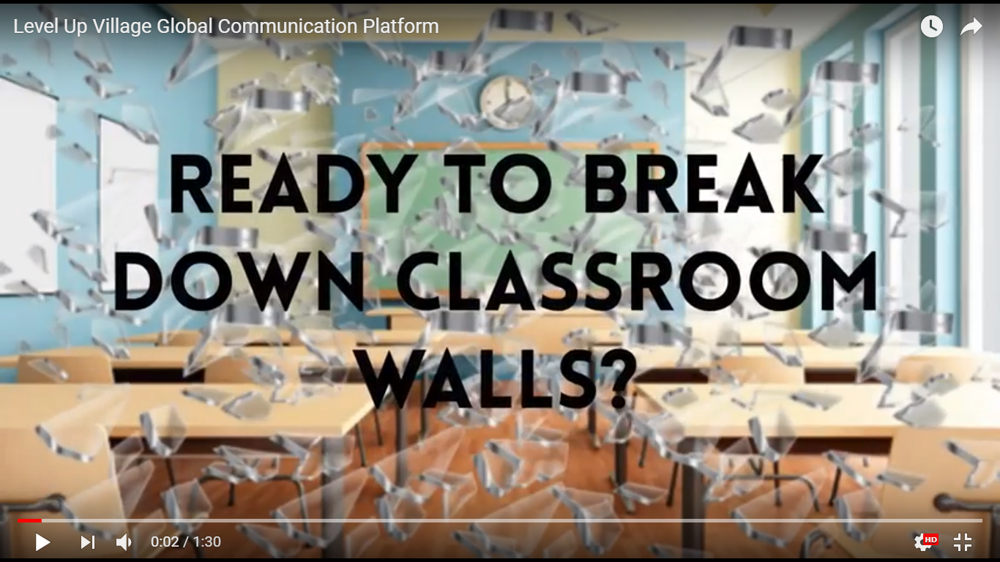 Level Up Village Global Communication Platform
READY TO BREAK
DOWN CLASSROOM
WALLS?
0:02 / 1:30
HD